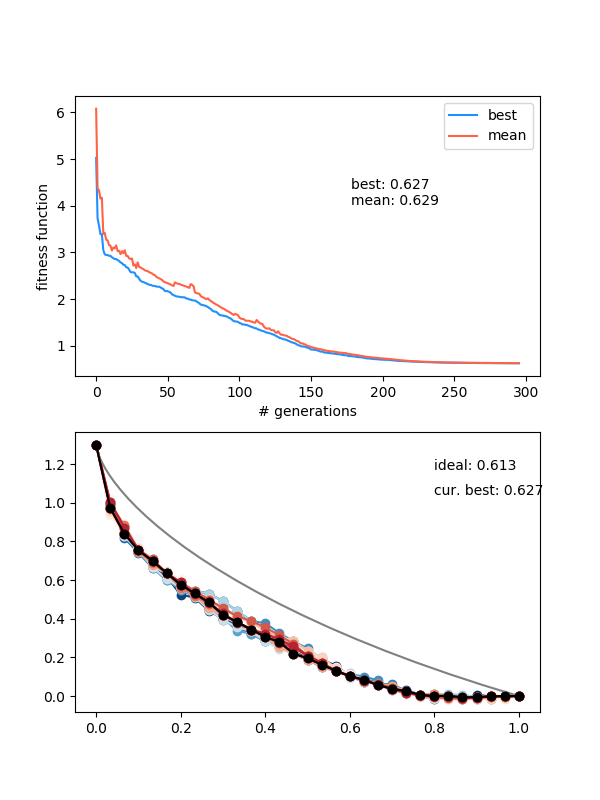 6
5
4
3
2
1
fitness function
best
mean
best: 0.627
mean: 0.629
0 50 100 150 200 250 300
# generations
1.2
1.0
0.8
0.6
0.4
0.2
0.0
ideal: 0.613
cur. best: 0.627
0.0 0.2 0.4 0.6 0.8 1.0